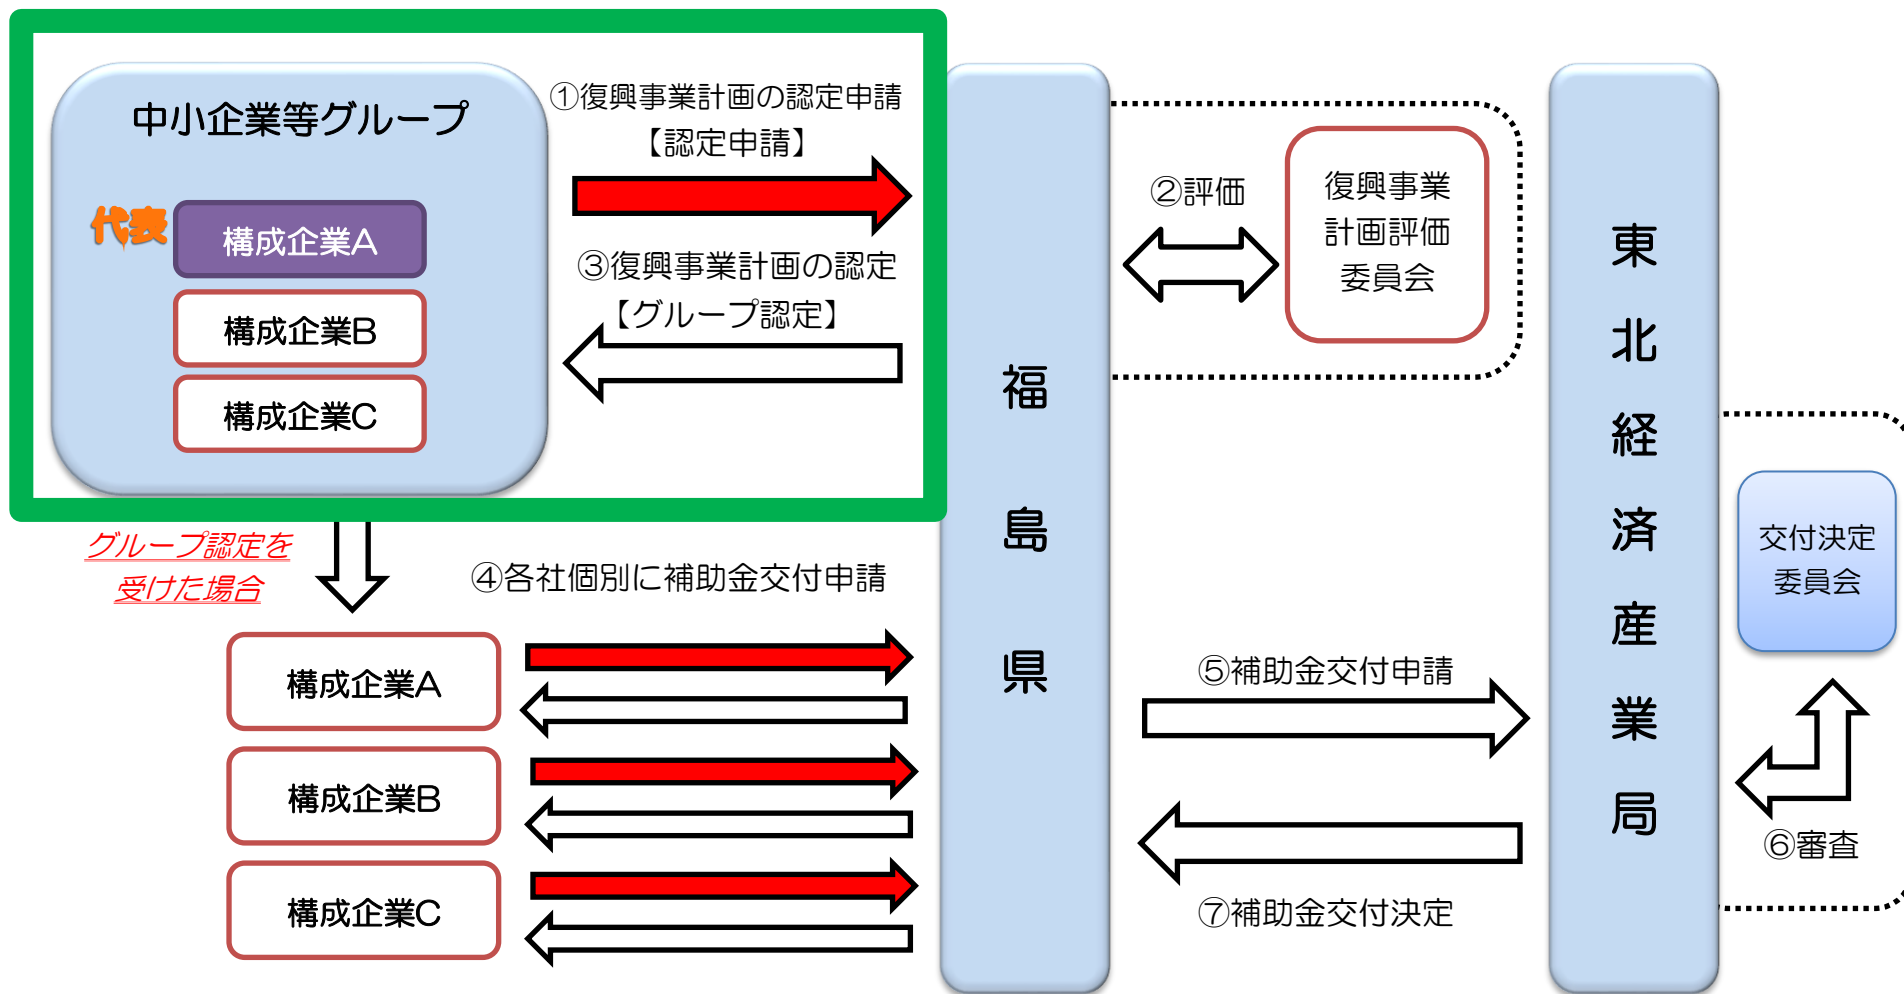 中小企業等グループ
代表
構成企業A
構成企業B
構成企業C
①復興事業計画の認定申請
【認定申請】
③復興事業計画の認定
【グループ認定】
福島県
②評価
復興事業
計画評価
委員会
東北経済産業局
交付決定
委員会
⑥審査
グループ認定を
受けた場合
④各社個別に補助金交付申請
構成企業A
構成企業B
構成企業C
⑤補助金交付申請
⑦補助金交付決定